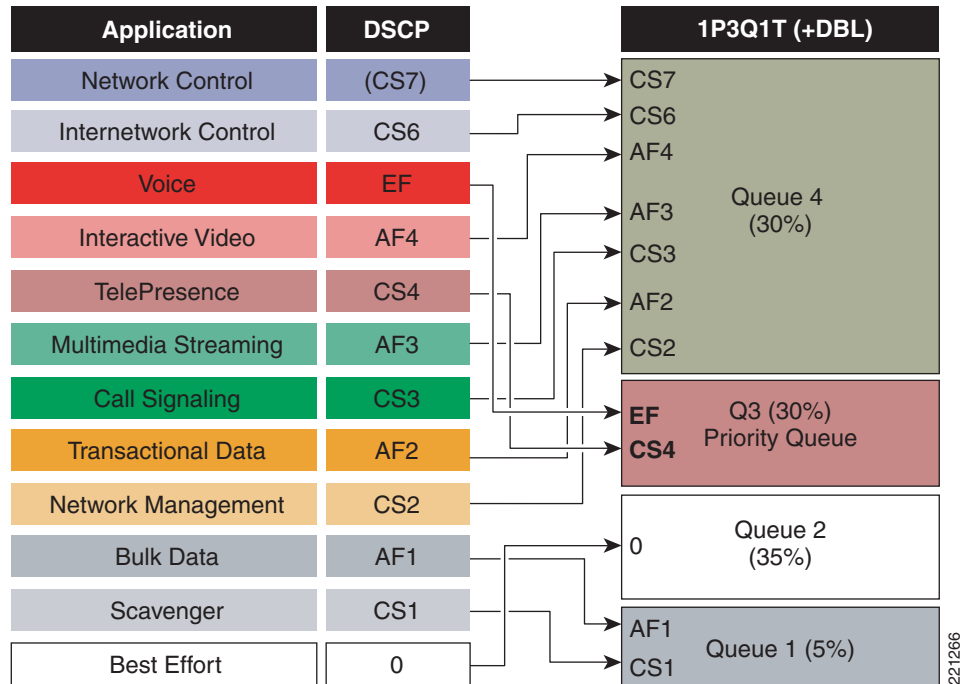 Application
DSCP
1P3Q1T (+DBL)
Network Control
(CS7)
CS7
Internetwork Control
CS6
CS6
Voice
EF
AF4
Interactive Video
AF4
AF3
TelePresence
CS4
CS3
Multimedia Streaming
AF3
AF2
Call Signaling
CS3
CS2
Queue 4
(30%)
Transactional Data
AF2
EF
CS4
Q3 (30%)
Priority Queue
Network Management
CS2
Bulk Data
AF1
0
Queue 2
(35%)
Scavenger
CS1
AF1
CS1
Queue 1 (5%)
Best Effort
0
221266